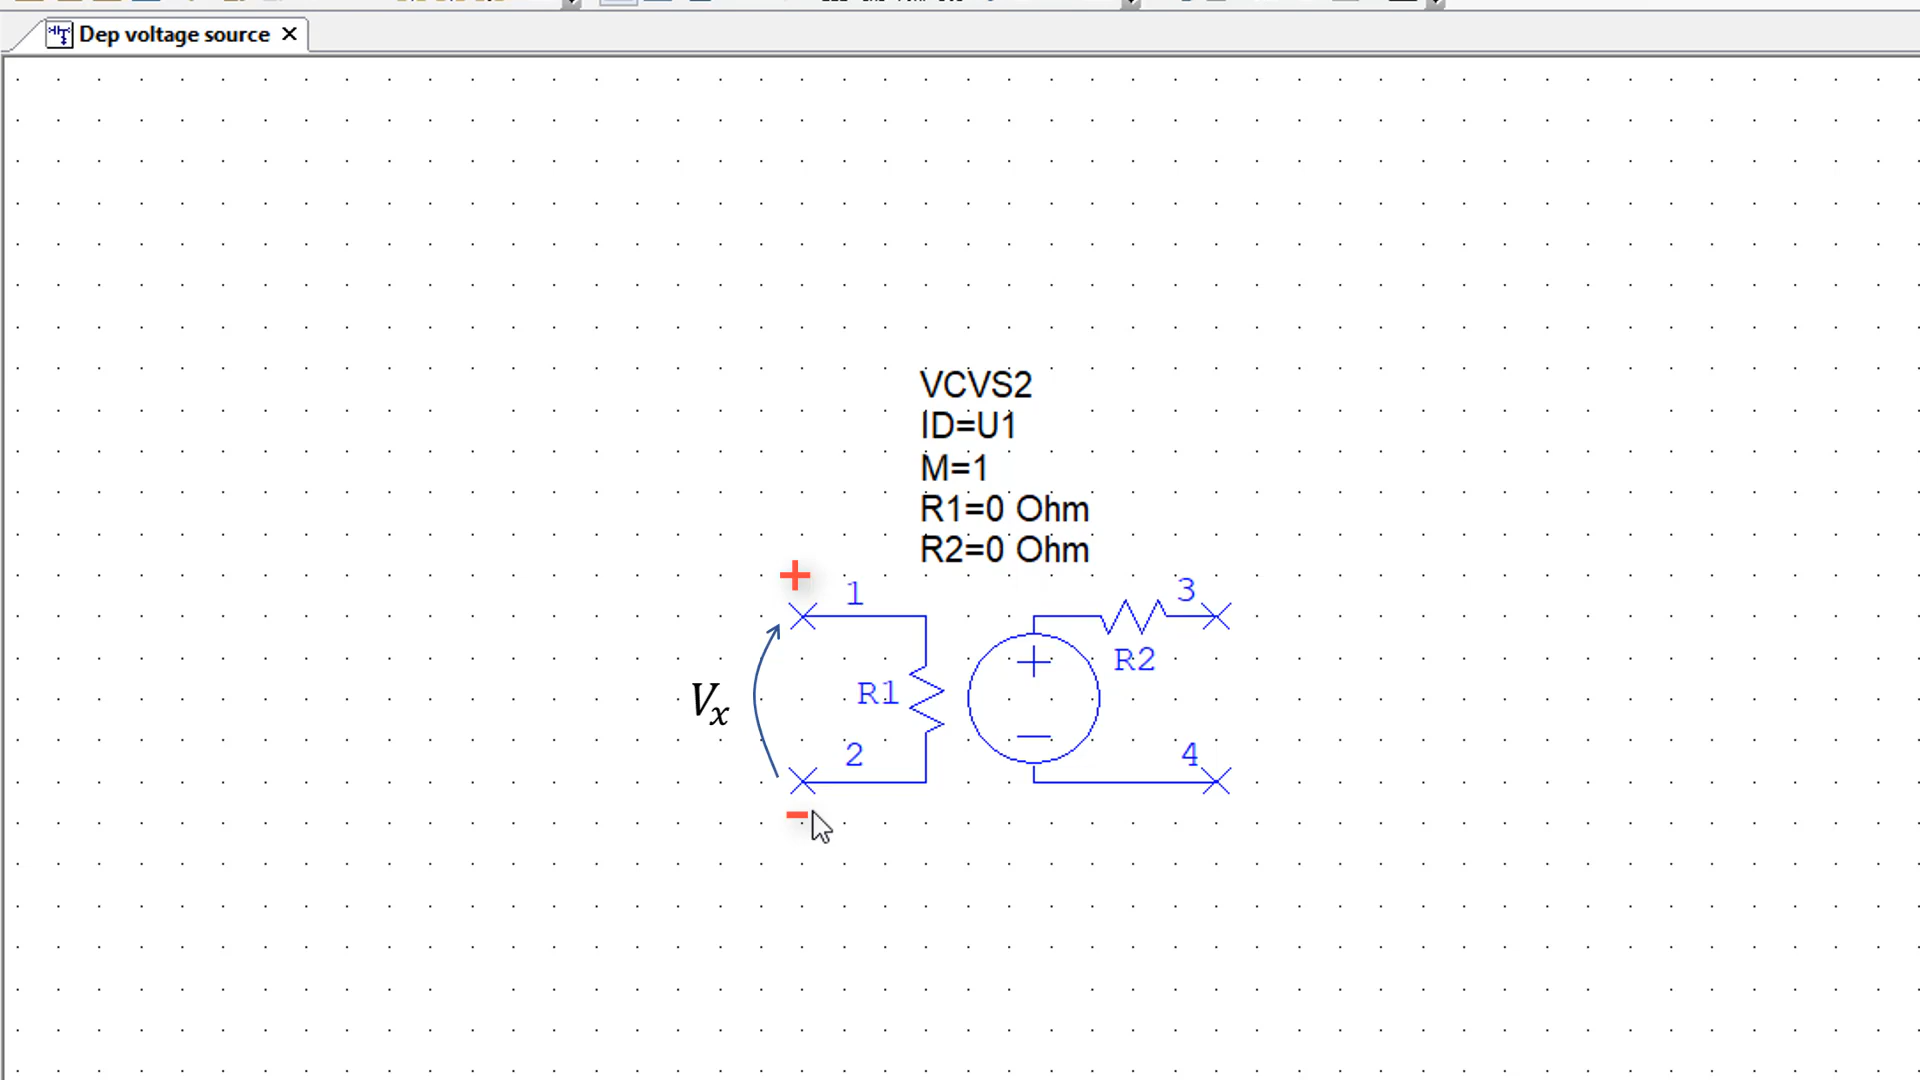 Dep voltage source
VCVS2
ID=U1
M=1
R1=0 Ohm
R2=0 Ohm
+
1
3
+
R2
Vx
R1
2
4
-